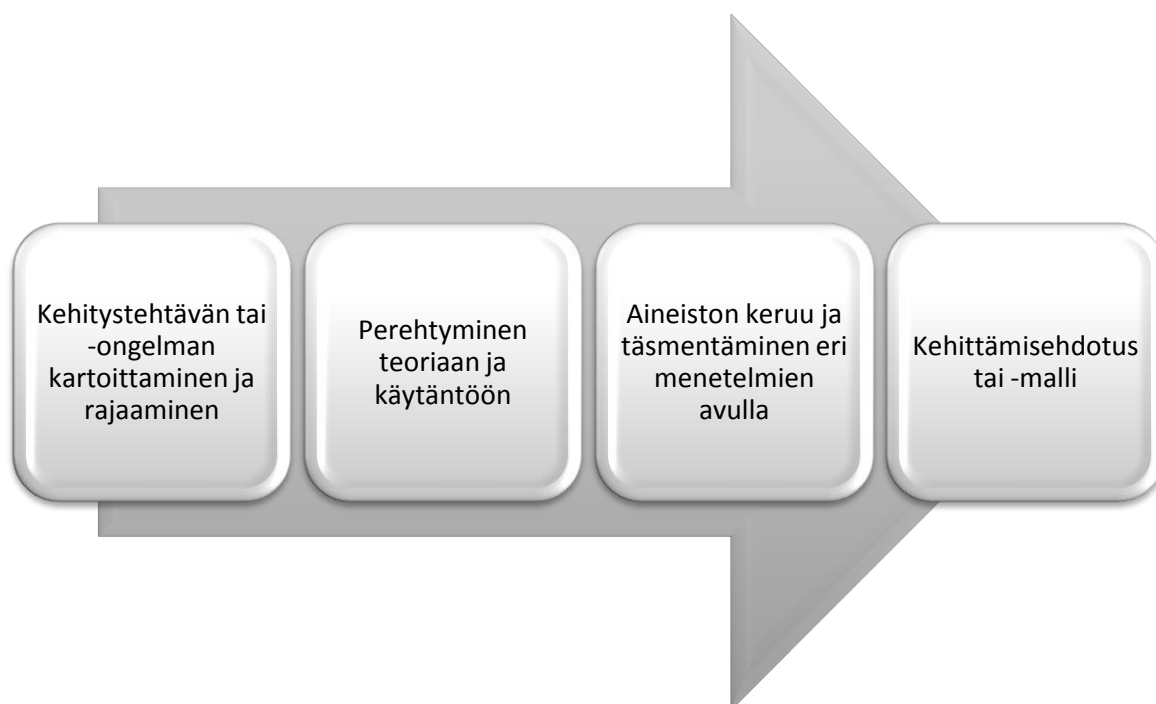 Kehitystehtävän tai
-ongelman
kartoittaminen ja
rajaaminen
Perehtyminen
teoriaan ja
käytäntöön
Aineiston keruu ja
täsmentäminen eri
menetelmien
avulla
Kehittämisehdotus
tai -malli